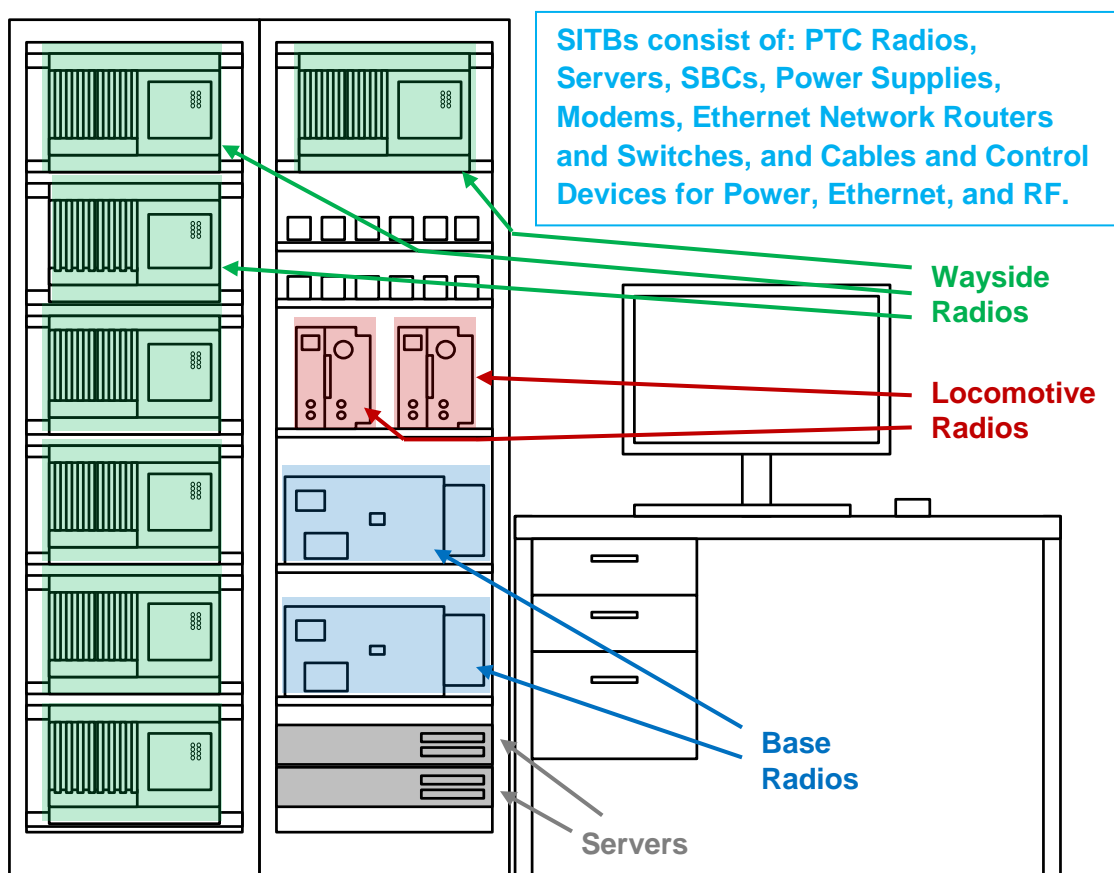 SITBs consist of: PTC Radios,
Servers, SBCs, Power Supplies,
Modems, Ethernet Network Routers
and Switches, and Cables and Control
Devices for Power, Ethernet, and RF.
Wayside
Radios
Locomotive
Radios
Base
Radios
Servers